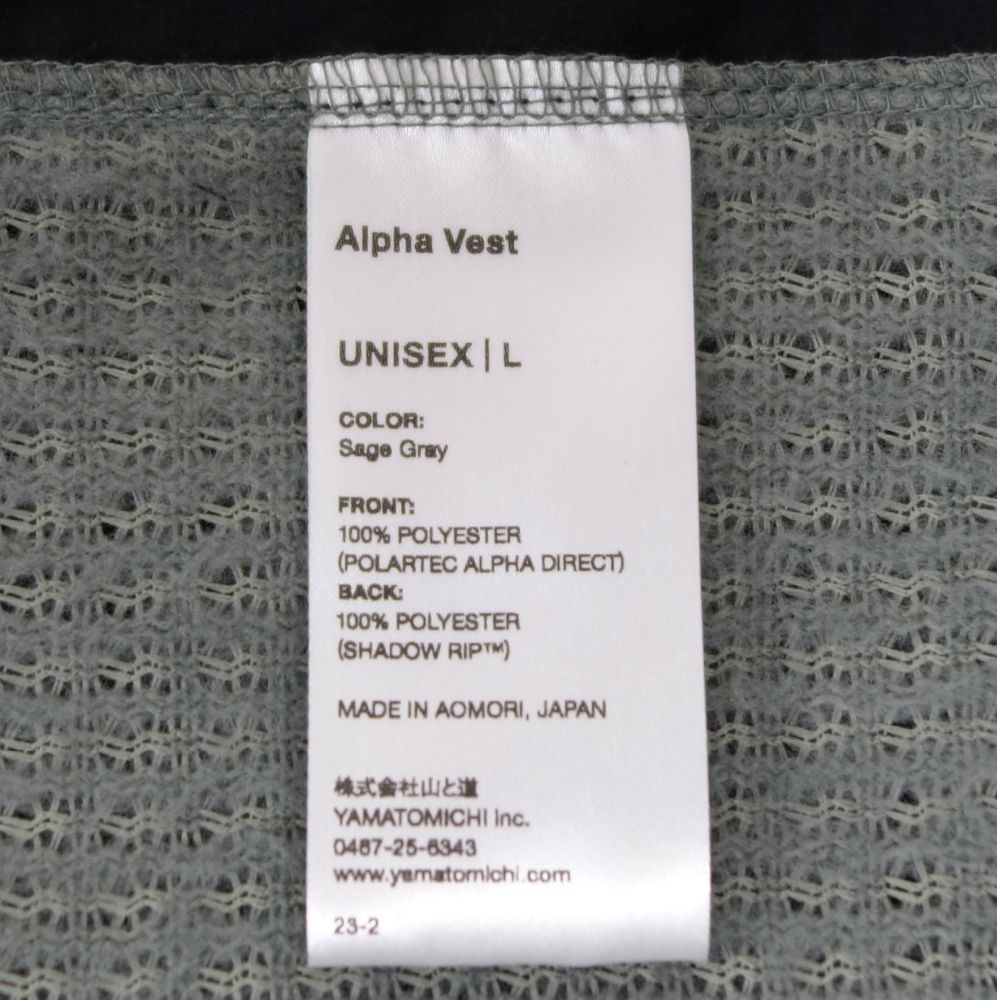 Alpha Vest
UNISEX | L
COLOR:
Sage Gray
FRONT:
100% POLYESTER
(POLARTEC ALPHA DIRECT)
BACK:
100% POLYESTER
(SHADOW RIP™)
MADE IN AOMORI, JAPAN
株式会社山と道
YAMATOMICHI Inc.
0467-25-6343
www.yamatomichi.com
23-2